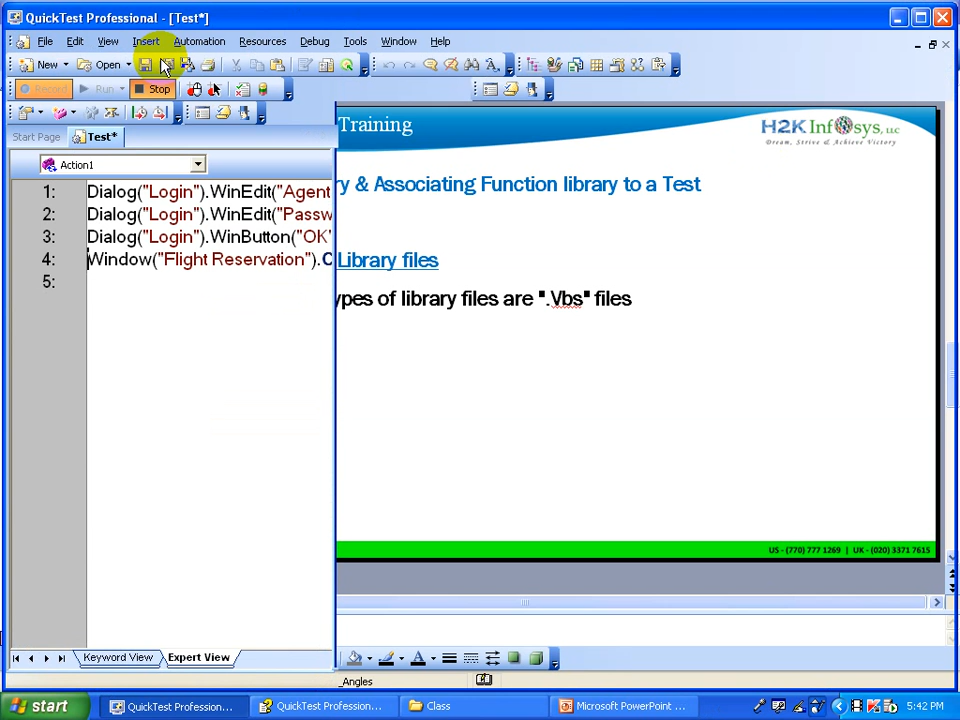 QuickTest Professional - [Test*]
File Edit View Insert Automation Resources Debug Tools Window Help
New Open
Record Run Stop
Start Page Test*
Action1
1: Dialog("Login").WinEdit("Agent
2: Dialog("Login").WinEdit("Passw
3: Dialog("Login").WinButton("OK"
4: Window("Flight Reservation").C
5:
Training
H2K Infosys, LLC
Dream, Strive & Achieve Victory
ry & Associating Function library to a Test
Library files
ypes of library files are ".Vbs" files
US - (770) 777 1269 | UK - (020) 3371 7615
Keyword View Expert View
_Angles
start QuickTest Profession... QuickTest Profession... Class Microsoft PowerPoint ... 5:42 PM